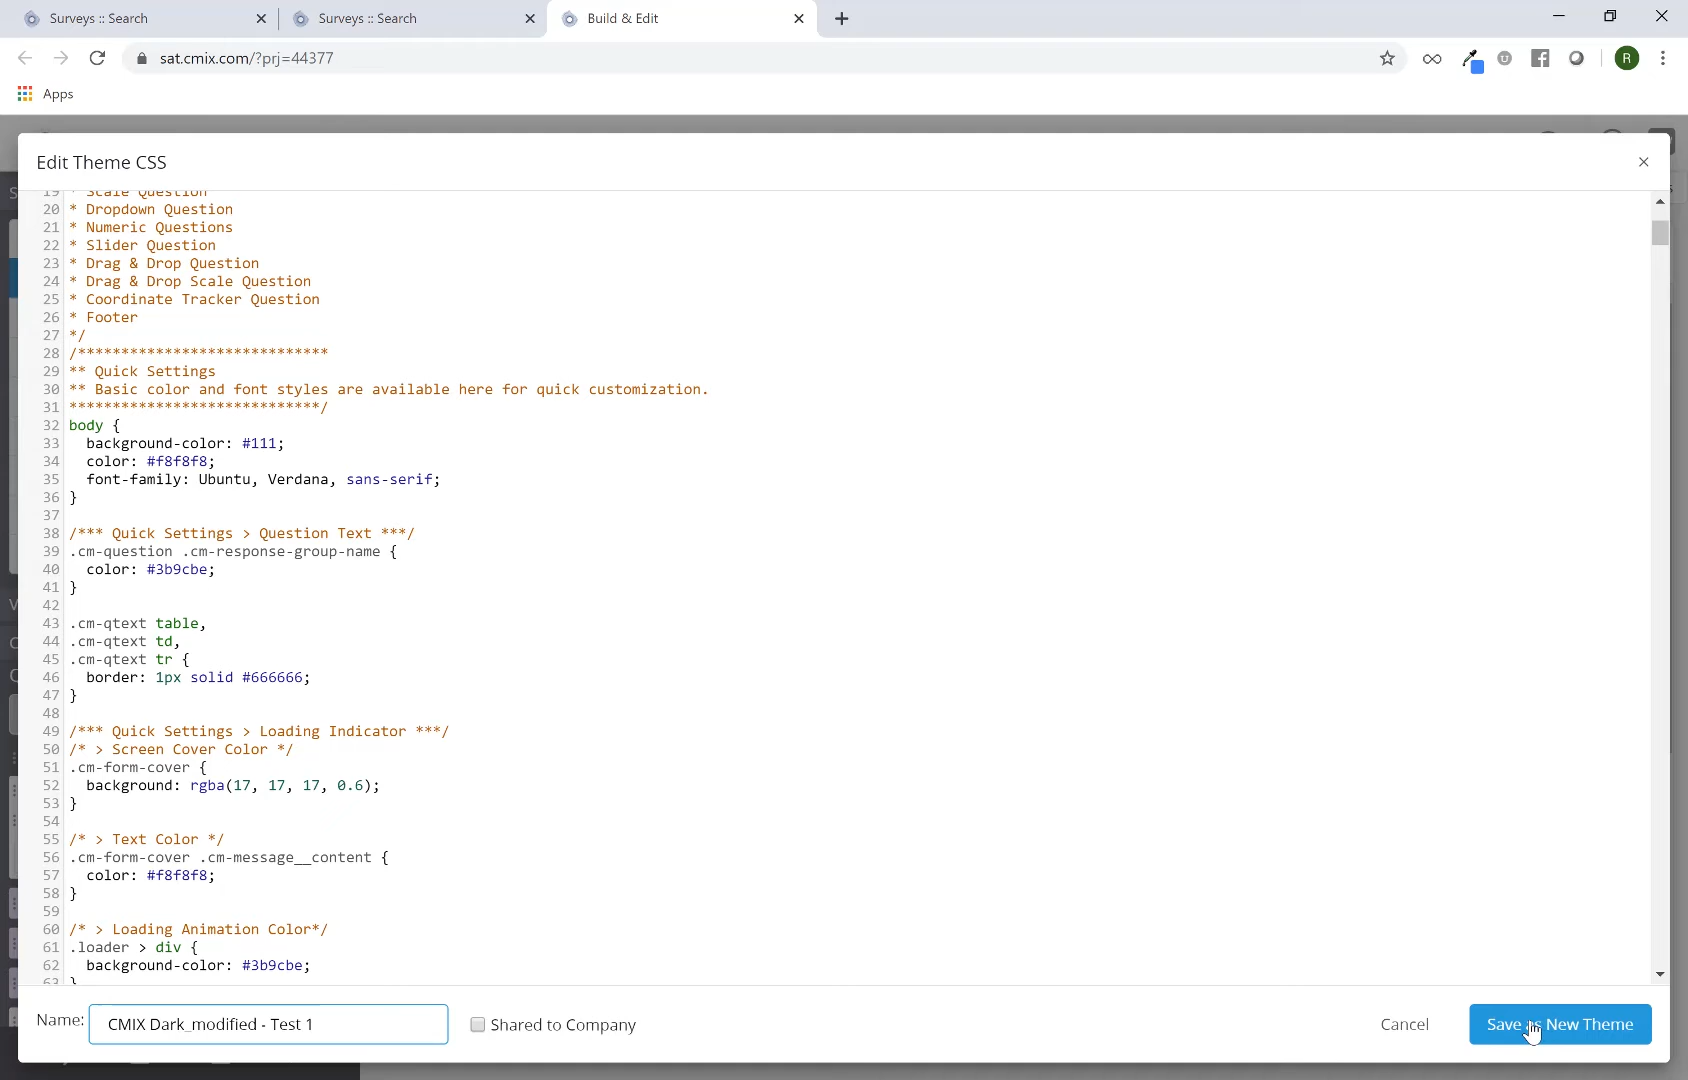 Surveys :: Search
Surveys :: Search
Build & Edit
sat.cmix.com/?prj=44377
R
Apps
Edit Theme CSS
19 * Scale Question
20 * Dropdown Question
21 * Numeric Questions
22 * Slider Question
23 * Drag & Drop Question
24 * Drag & Drop Scale Question
25 * Coordinate Tracker Question
26 * Footer
27 */
28 /*****************************
29 ** Quick Settings
30 ** Basic color and font styles are available here for quick customization.
31 *****************************/
32 body {
33 background-color: #111;
34 color: #f8f8f8;
35 font-family: Ubuntu, Verdana, sans-serif;
36 }
37
38 /*** Quick Settings > Question Text ***/
39 .cm-question .cm-response-group-name {
40 color: #3b9cbe;
41 }
42
43 .cm-qtext table,
44 .cm-qtext td,
45 .cm-qtext tr {
46 border: 1px solid #666666;
47 }
48
49 /*** Quick Settings > Loading Indicator ***/
50 /* > Screen Cover Color */
51 .cm-form-cover {
52 background: rgba(17, 17, 17, 0.6);
53 }
54
55 /* > Text Color */
56 .cm-form-cover .cm-message__content {
57 color: #f8f8f8;
58 }
59
60 /* > Loading Animation Color*/
61 .loader > div {
62 background-color: #3b9cbe;
63 }
Name: CMIX Dark_modified - Test 1
Shared to Company
Cancel
Save as New Theme